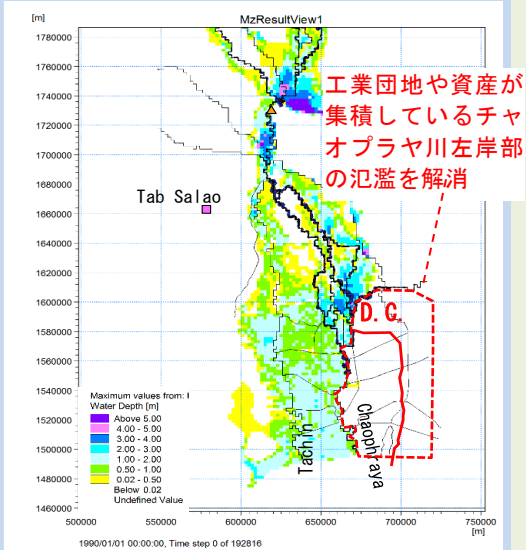 [m]
MzResultView1
1780000
1760000
1740000
1720000
1700000
1680000
1660000
1640000
1620000
1600000
1580000
1560000
1540000
1520000
1500000
1480000
1460000
工業団地や資産が
集積しているチャ
オプラヤ川左岸部
の氾濫を解消
Tab Salao
D.C.
Tachin
Chaophraya
Maximum values from: I
Water Depth [m]
Above 5.00
4.00 - 5.00
3.00 - 4.00
2.00 - 3.00
1.00 - 2.00
0.50 - 1.00
0.02 - 0.50
Below 0.02
Undefined Value
500000 550000 600000 650000 700000 750000
[m]
1990/01/01 00:00:00, Time step 0 of 192816